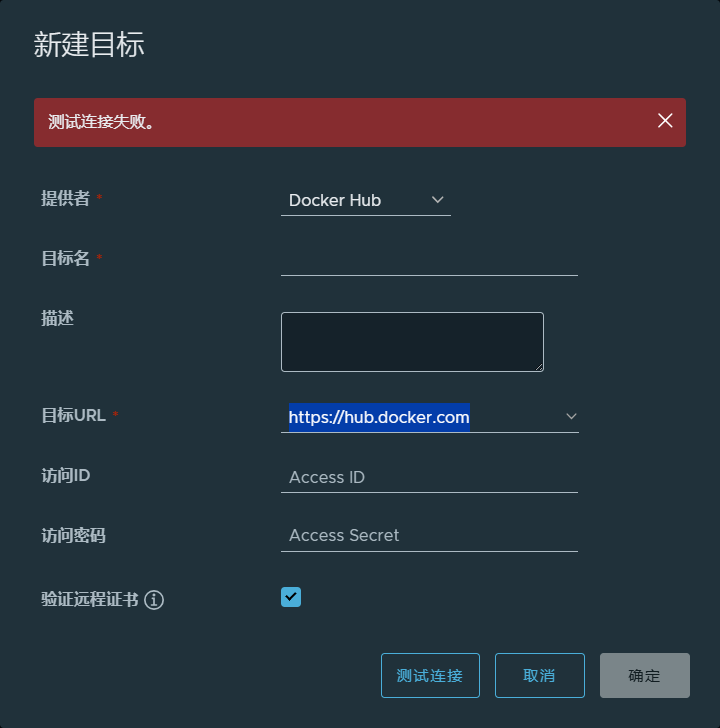 新建目标
测试连接失败。
提供者 *
Docker Hub
目标名 *
描述
目标URL *
https://hub.docker.com
访问ID
Access ID
访问密码
Access Secret
验证远程证书
测试连接
取消
确定